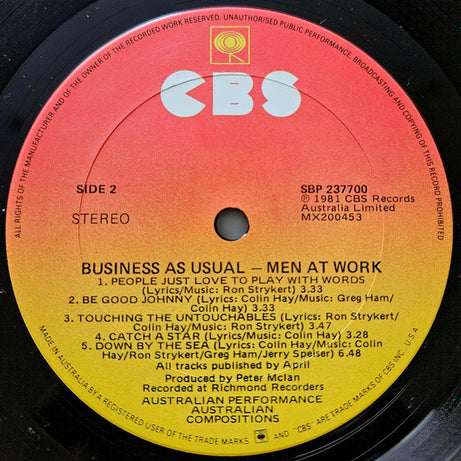 ALL RIGHTS OF THE MANUFACTURER AND OF THE OWNER OF THE RECORDED WORK RESERVED. UNAUTHORISED PUBLIC PERFORMANCE, BROADCASTING AND COPYING OF THIS RECORD PROHIBITED
CBS
SIDE 2
STEREO
SBP 237700
℗ 1981 CBS Records
Australia Limited
MX200453
BUSINESS AS USUAL – MEN AT WORK
1. PEOPLE JUST LOVE TO PLAY WITH WORDS
(Lyrics/Music: Ron Strykert) 3.33
2. BE GOOD JOHNNY (Lyrics: Colin Hay/Music: Greg Ham/
Colin Hay) 3.33
3. TOUCHING THE UNTOUCHABLES (Lyrics: Ron Strykert/
Colin Hay/Music: Ron Strykert) 3.47
4. CATCH A STAR (Lyrics/Music: Colin Hay) 3.28
5. DOWN BY THE SEA (Lyrics: Colin Hay/Music: Colin
Hay/Ron Strykert/Greg Ham/Jerry Speiser) 6.48
All tracks published by April
Produced by Peter McIan
Recorded at Richmond Recorders
AUSTRALIAN PERFORMANCE
AUSTRALIAN
COMPOSITIONS
MADE IN AUSTRALIA BY A REGISTERED USER OF THE TRADE MARKS AND "CBS" ARE TRADE MARKS OF CBS INC. U.S.A.